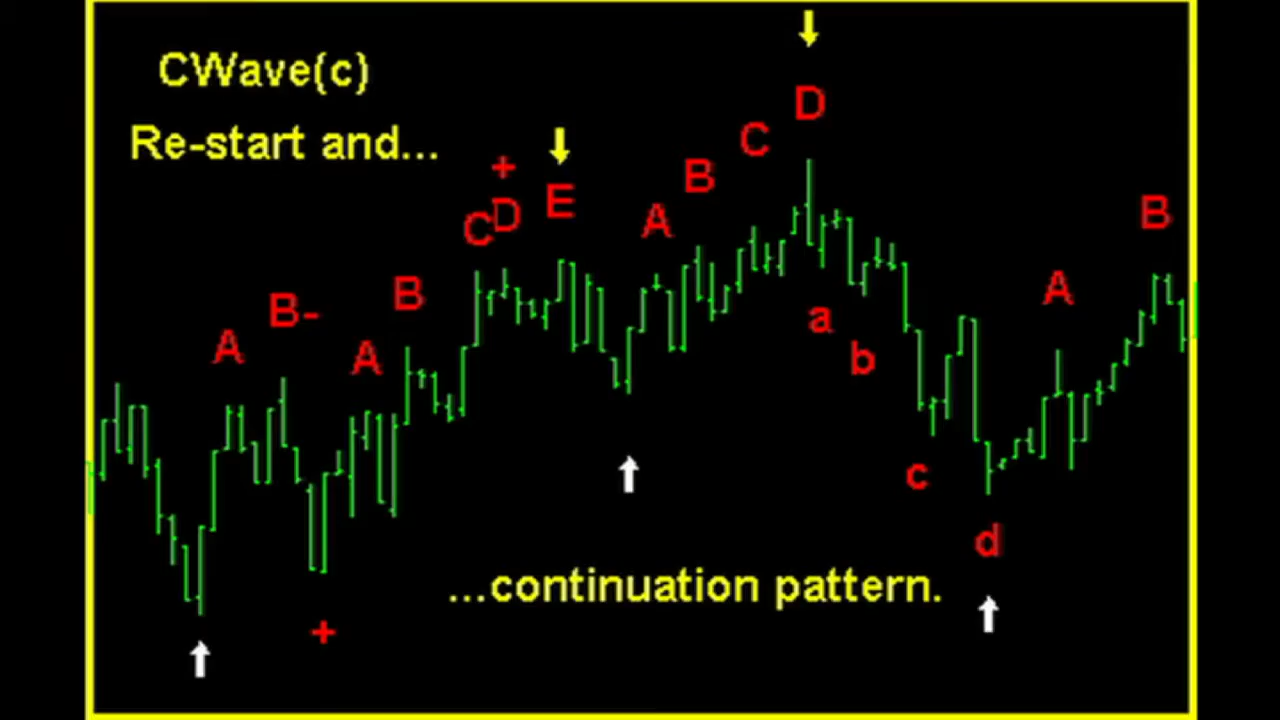 CWave(c)
Re-start and...
D
C
+
B
E
D
C
A
B
B
B-
A
B
A
A
a
b
c
d
...continuation pattern.
+